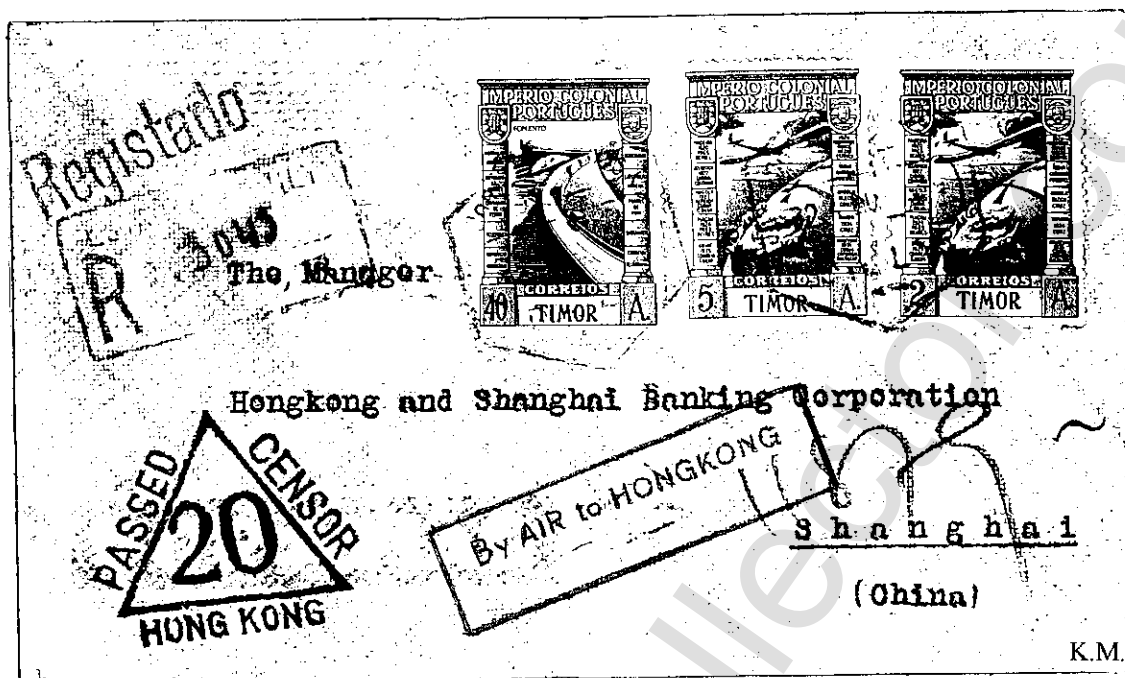 Registado
R
3045
The, Manager
IMPERIO COLONIAL
PORTUGUES
FOMENTO
CORREIOS
40 TIMOR A.
IMPERIO COLONIAL
PORTUGUES
CORREIOS
5 TIMOR A.
IMPERIO COLONIAL
PORTUGUES
CORREIOS
2 TIMOR A.
Hongkong and Shanghai Banking Corporation
PASSED
CENSOR
20
HONG KONG
By AIR to HONGKONG
Shanghai
(China)
K.M.